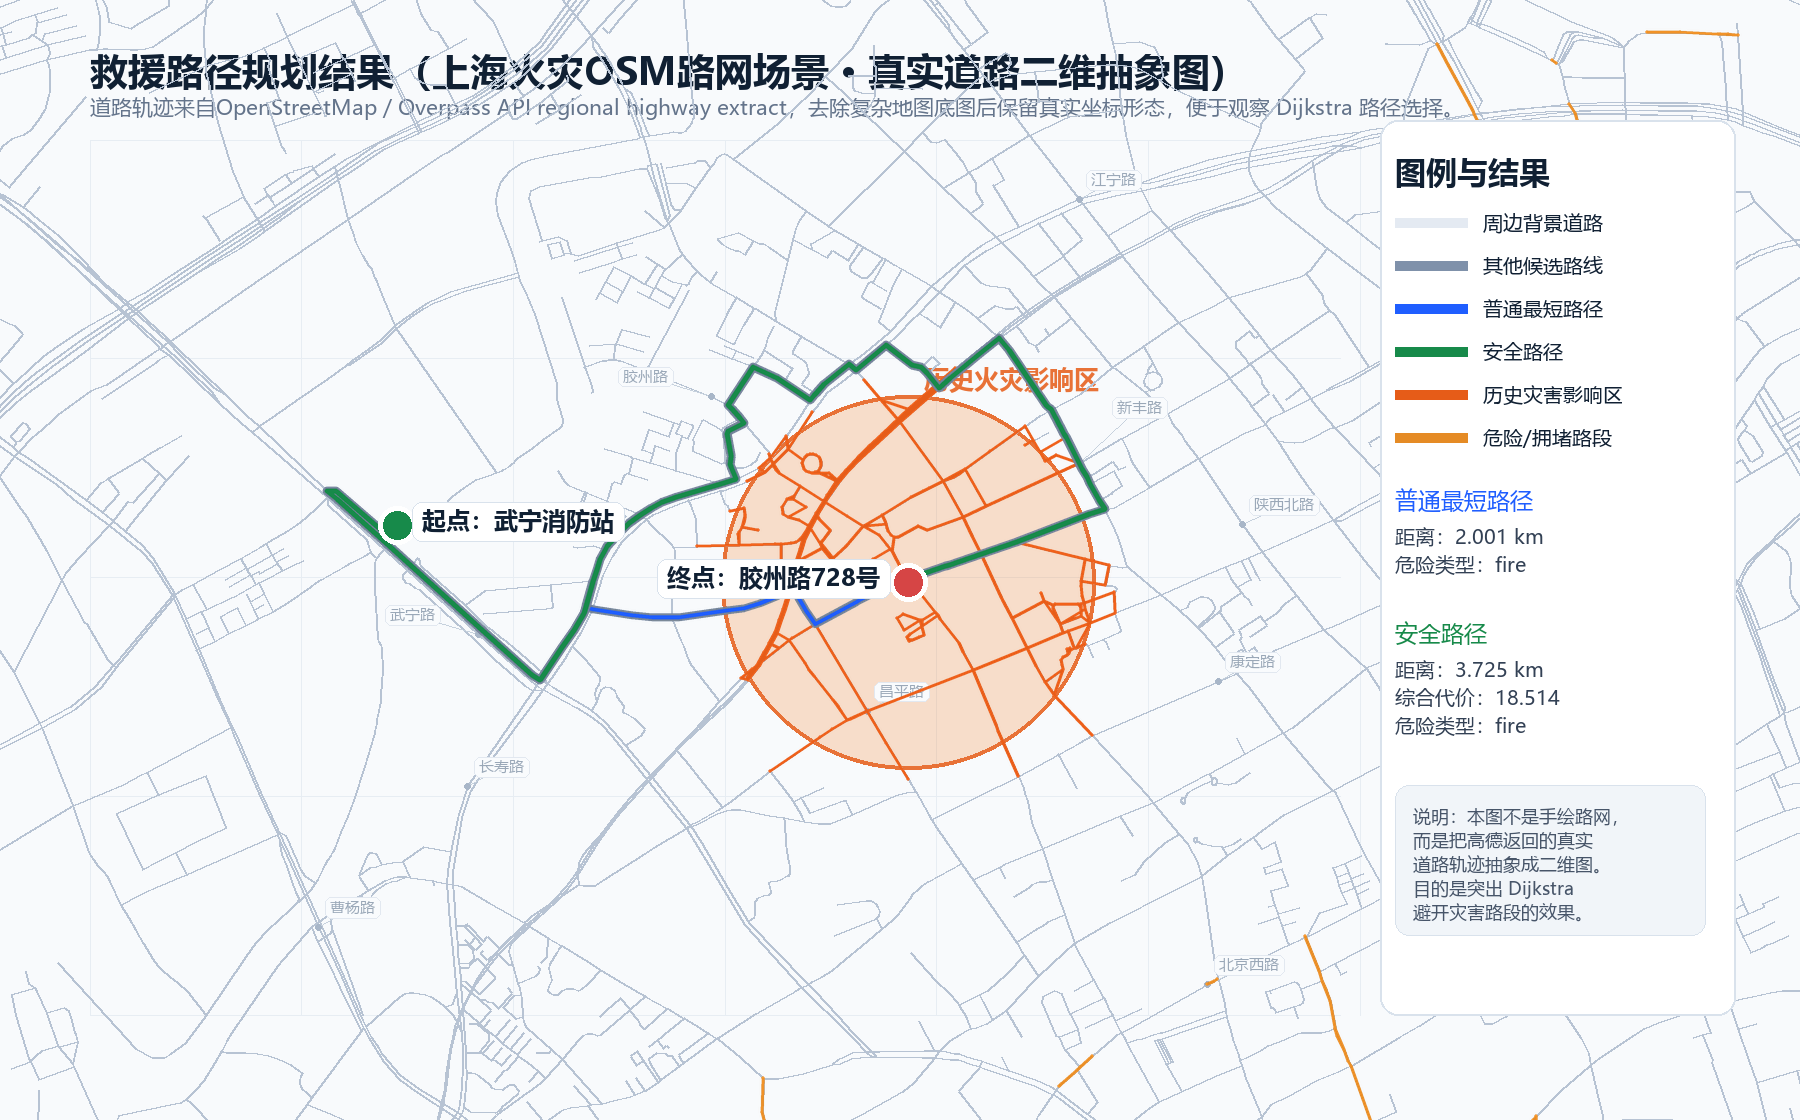 救援路径规划结果（上海火灾OSM路网场景・真实道路二维抽象图）
道路轨迹来自OpenStreetMap / Overpass API regional highway extract，去除复杂地图底图后保留真实坐标形态，便于观察 Dijkstra 路径选择。
图例与结果
周边背景道路
其他候选路线
普通最短路径
安全路径
历史灾害影响区
危险/拥堵路段
普通最短路径
距离：2.001 km
危险类型：fire
安全路径
距离：3.725 km
综合代价：18.514
危险类型：fire
说明：本图不是手绘路网，
而是把高德返回的真实
道路轨迹抽象成二维图。
目的是突出 Dijkstra
避开灾害路段的效果。
江宁路
胶州路
历史火灾影响区
新丰路
陕西北路
起点：武宁消防站
终点：胶州路728号
武宁路
康定路
昌平路
长寿路
曹杨路
北京西路